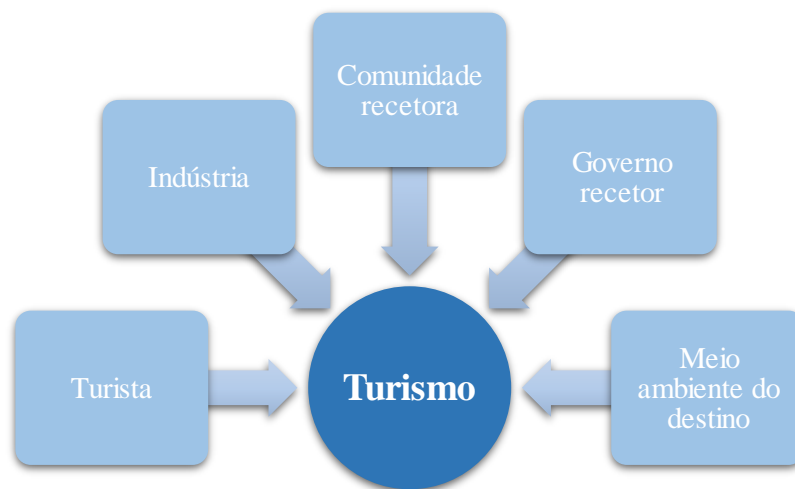 Comunidade
recetora
Indústria
Governo
recetor
Turista
Turismo
Meio
ambiente do
destino